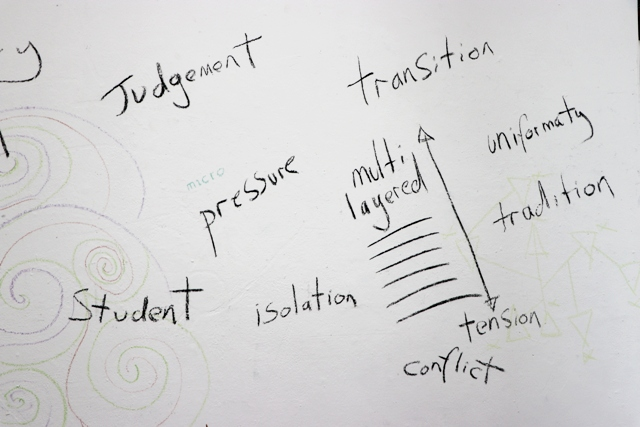 Judgement
transition
micro
pressure
multi
layered
uniformaty
tradition
Student
isolation
tension
conflict